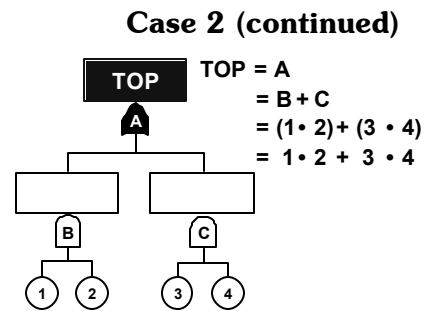 Case 2 (continued)
TOP
TOP = A
= B + C
= (1 • 2) + (3 • 4)
= 1 • 2 + 3 • 4
A
B
C
1
2
3
4